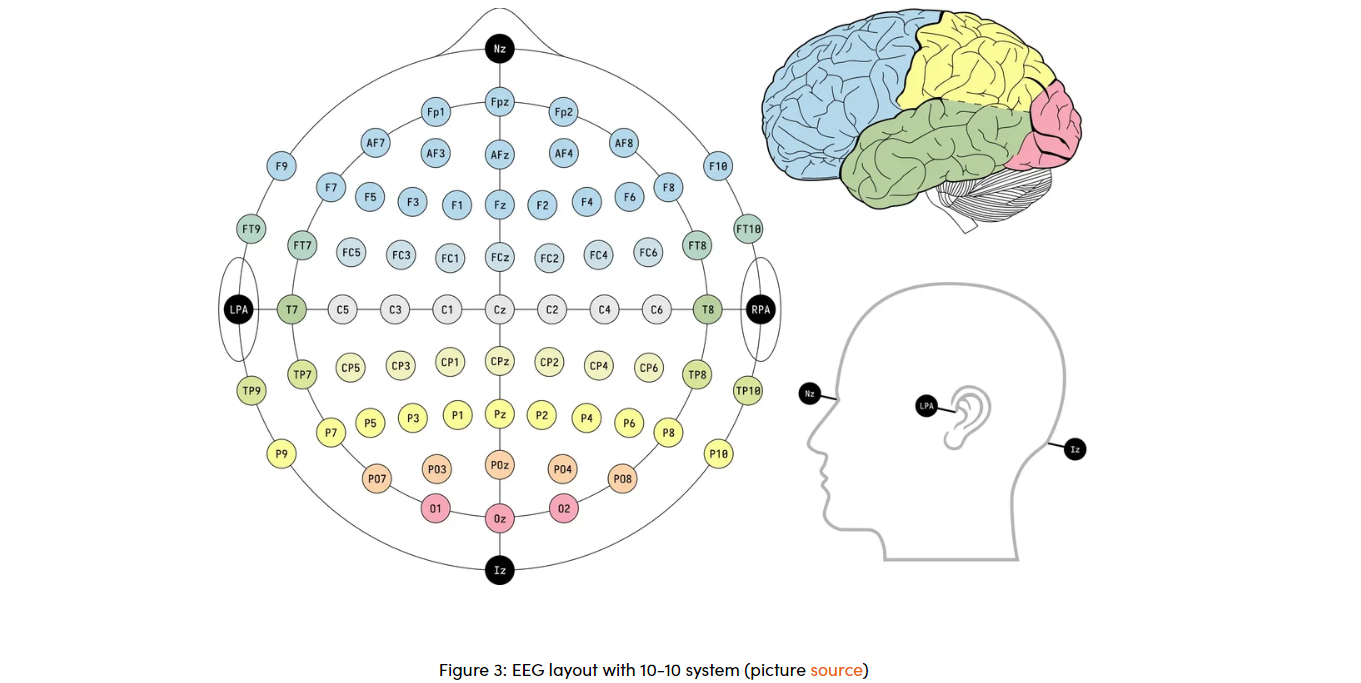 Nz
Fp1 Fpz Fp2
AF7 AF3 AFz AF4 AF8
F9 F10
F7 F5 F3 F1 Fz F2 F4 F6 F8
FT9 FT10
FT7 FC5 FC3 FC1 FCz FC2 FC4 FC6 FT8
LPA T7 C5 C3 C1 Cz C2 C4 C6 T8 RPA
TP7 CP5 CP3 CP1 CPz CP2 CP4 CP6 TP8
TP9 TP10
P7 P5 P3 P1 Pz P2 P4 P6 P8
P9 P10
PO7 PO3 POz PO4 PO8
O1 Oz O2
Iz
Nz
LPA
Iz
Figure 3: EEG layout with 10-10 system (picture source)